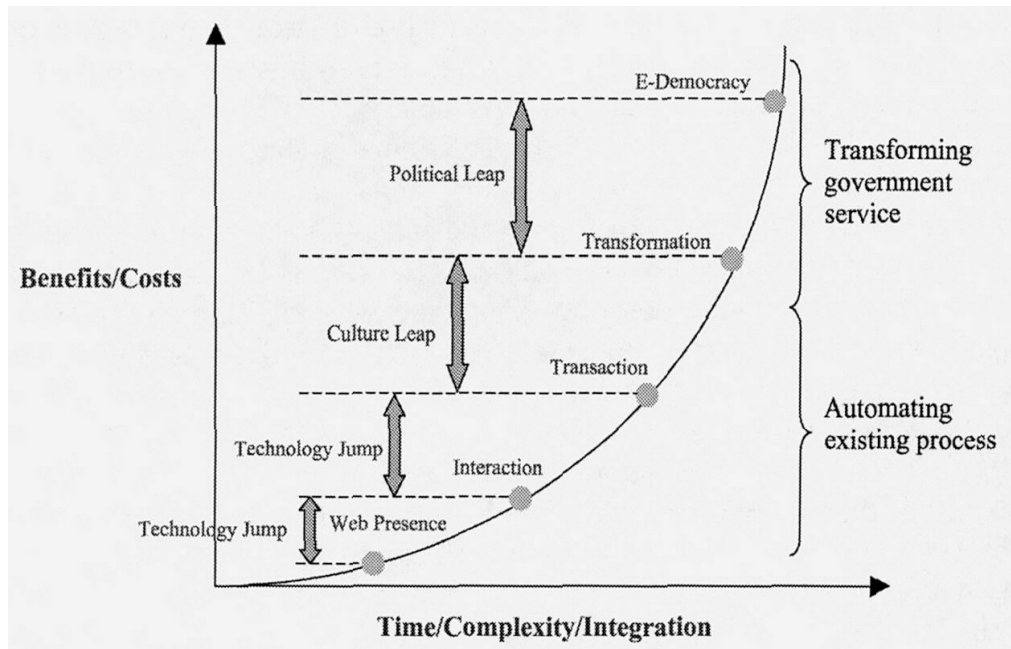 E-Democracy
Political Leap
Transforming
government
service
Transformation
Benefits/Costs
Culture Leap
Transaction
Automating
existing process
Technology Jump
Interaction
Technology Jump
Web Presence
Time/Complexity/Integration